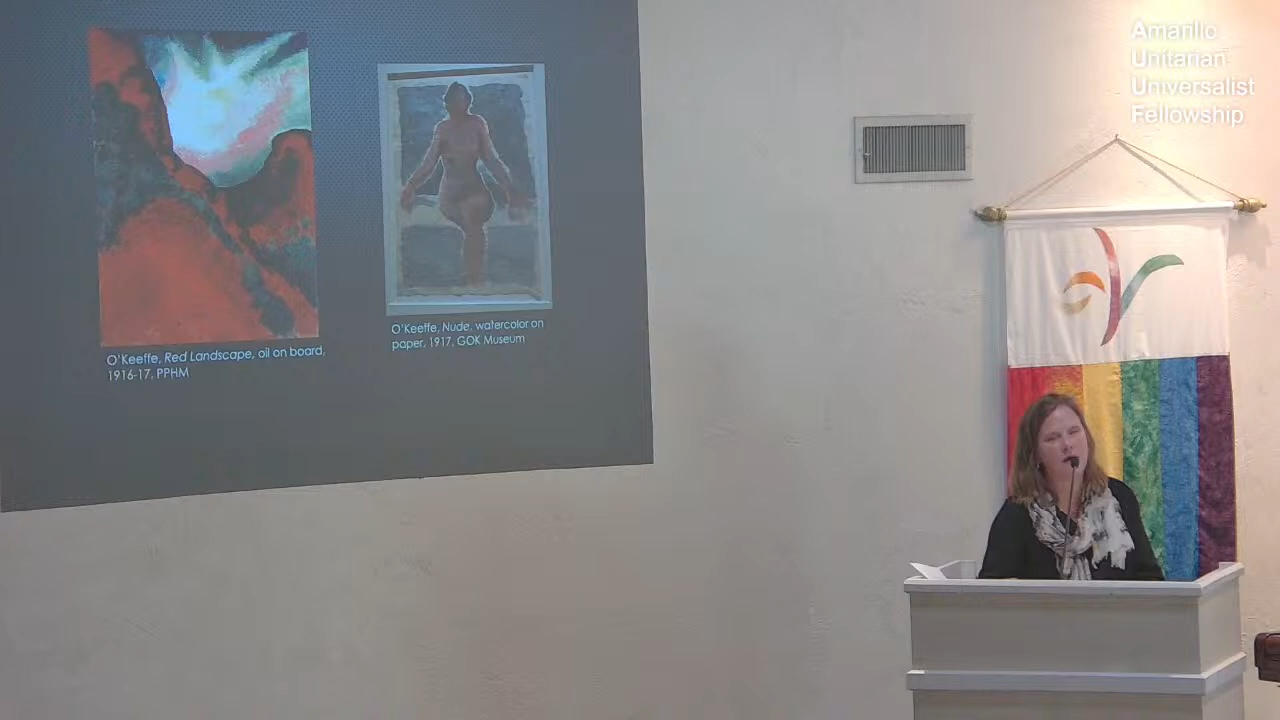 O'Keeffe, Red Landscape, oil on board,
1916-17, PPHM
O'Keeffe, Nude, watercolor on
paper, 1917, GOK Museum
Amarillo
Unitarian
Universalist
Fellowship